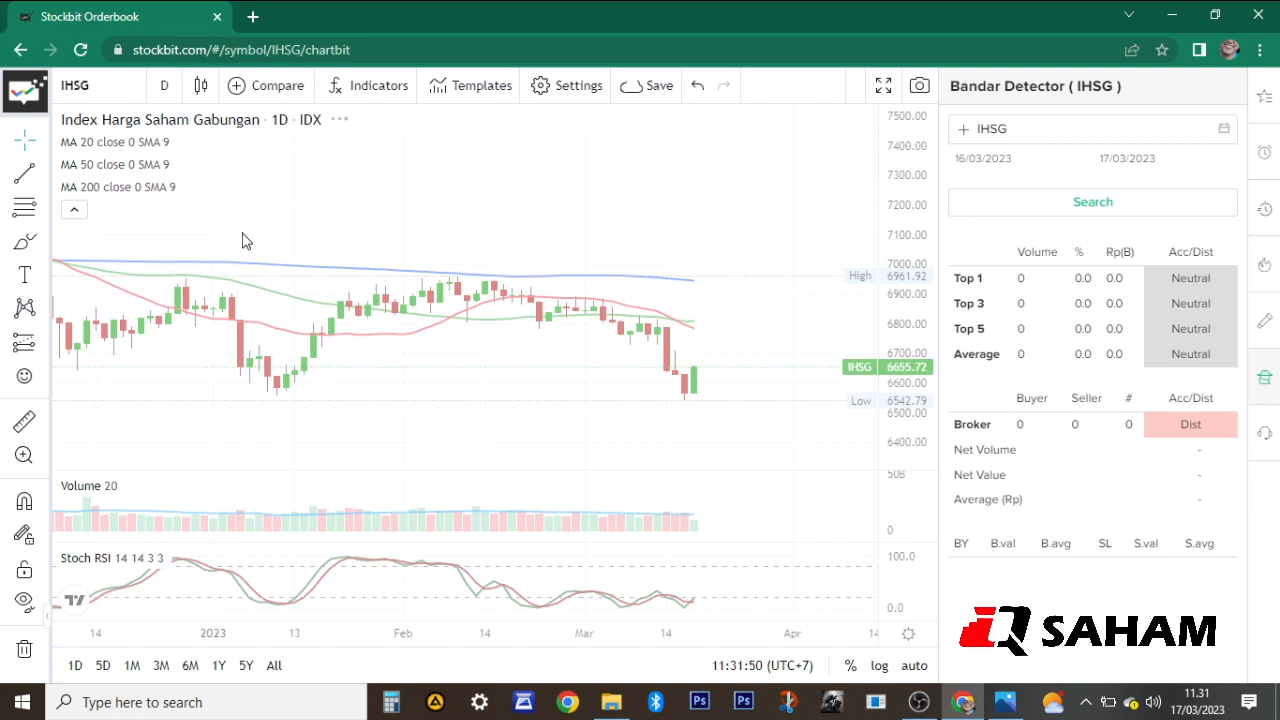 Stockbit Orderbook
stockbit.com/#/symbol/IHSG/chartbit
IHSG D Compare Indicators Templates Settings Save
Index Harga Saham Gabungan · 1D · IDX
MA 20 close 0 SMA 9
MA 50 close 0 SMA 9
MA 200 close 0 SMA 9
7500.00
7400.00
7300.00
7200.00
7100.00
7000.00
High 6961.92
6900.00
6800.00
6700.00
IHSG 6655.72
6600.00
Low 6542.79
6500.00
6400.00
Volume 20
50B
0
Stoch RSI 14 14 3 3
100.0
0.0
14 2023 13 Feb 14 Mar 14 Apr 14
1D 5D 1M 3M 6M 1Y 5Y All
11:31:50 (UTC+7) % log auto
Bandar Detector ( IHSG )
IHSG
16/03/2023 17/03/2023
Search
Volume % Rp(B) Acc/Dist
Top 1 0 0.0 0.0 Neutral
Top 3 0 0.0 0.0 Neutral
Top 5 0 0.0 0.0 Neutral
Average 0 0.0 0.0 Neutral
Buyer Seller # Acc/Dist
Broker 0 0 0 Dist
Net Volume -
Net Value -
Average (Rp) -
BY B.val B.avg SL S.val S.avg
iQ SAHAM
Type here to search
Ps Ps
11.31
17/03/2023